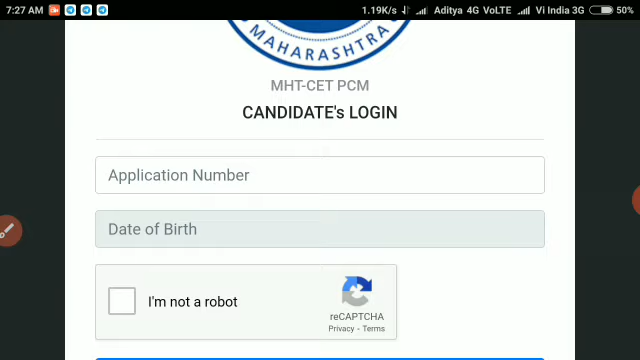 7:27 AM 1.19K/s Aditya 4G VoLTE Vi India 3G 50%
MAHARASHTRA
MHT-CET PCM
CANDIDATE's LOGIN
Application Number
Date of Birth
I'm not a robot
reCAPTCHA
Privacy - Terms